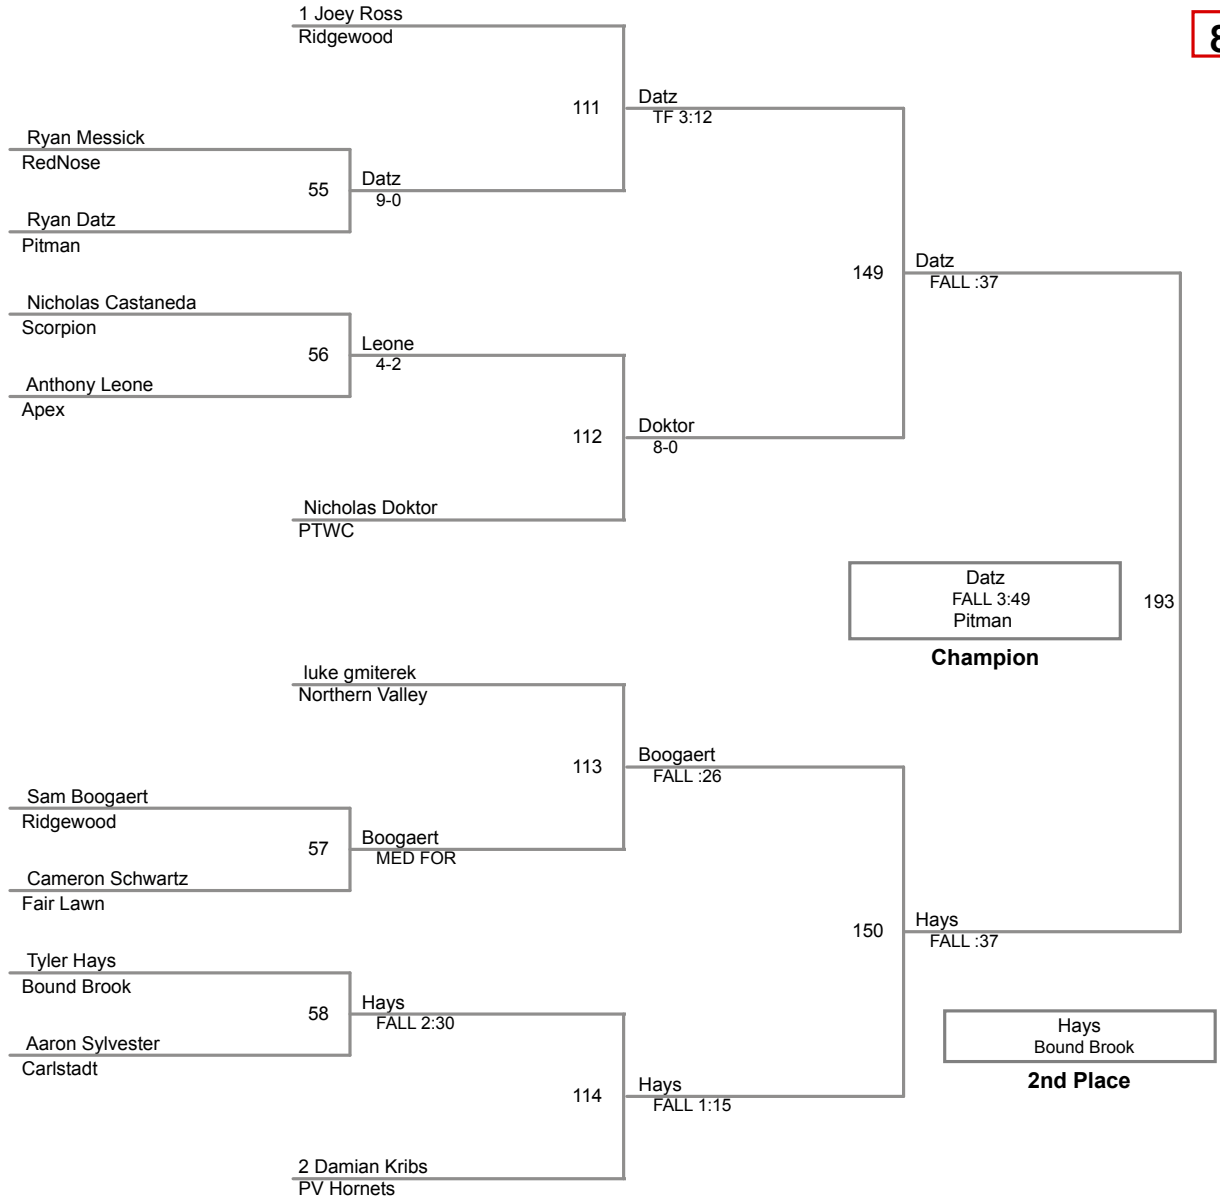 1 Joey Ross
Ridgewood
8
111
Datz
TF 3:12
Ryan Messick
RedNose
55
Datz
9-0
Ryan Datz
Pitman
149
Datz
FALL :37
Nicholas Castaneda
Scorpion
56
Leone
4-2
Anthony Leone
Apex
112
Doktor
8-0
Nicholas Doktor
PTWC
Datz
FALL 3:49
Pitman
193
Champion
luke gmiterek
Northern Valley
113
Boogaert
FALL :26
Sam Boogaert
Ridgewood
57
Boogaert
MED FOR
Cameron Schwartz
Fair Lawn
150
Hays
FALL :37
Tyler Hays
Bound Brook
58
Hays
FALL 2:30
Aaron Sylvester
Carlstadt
Hays
Bound Brook
2nd Place
114
Hays
FALL 1:15
2 Damian Kribs
PV Hornets